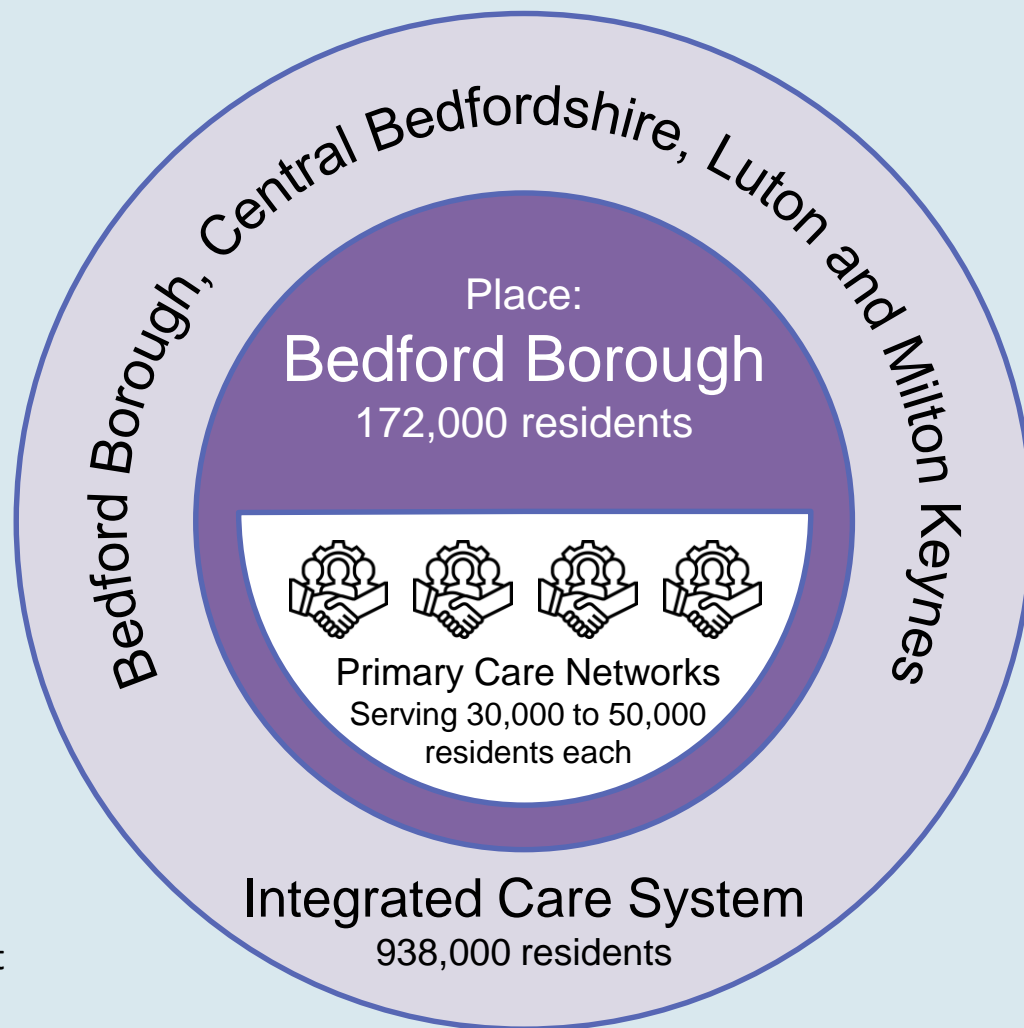 Bedford Borough, Central Bedfordshire, Luton and Milton Keynes
Place:
Bedford Borough
172,000 residents
Primary Care Networks
Serving 30,000 to 50,000
residents each
Integrated Care System
938,000 residents